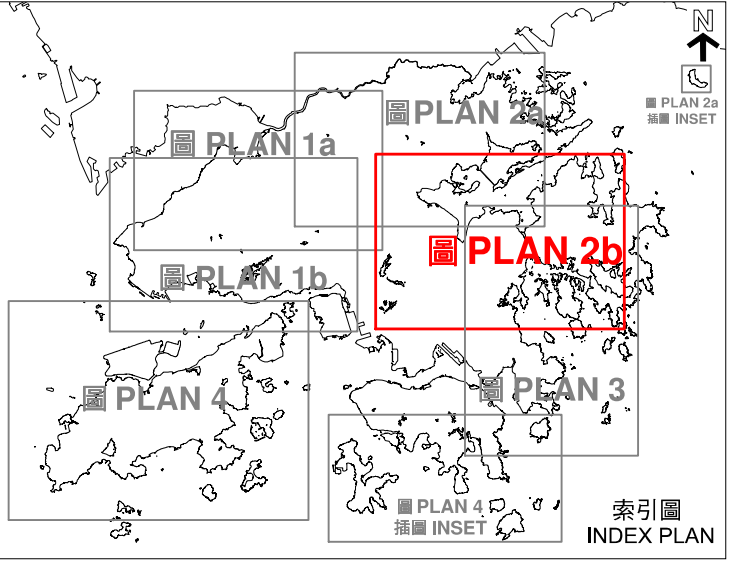 N
圖 PLAN 2a
插圖 INSET
圖 PLAN 2a
圖 PLAN 1a
圖 PLAN 2b
圖 PLAN 1b
圖 PLAN 4
圖 PLAN 3
圖 PLAN 4
插圖 INSET
索引圖
INDEX PLAN